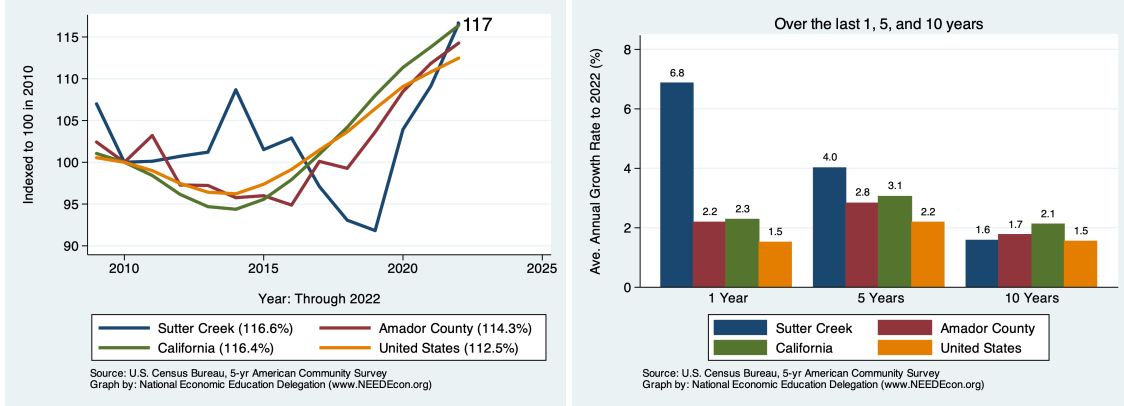 117
115
110
105
100
95
90
Indexed to 100 in 2010
2010 2015 2020 2025
Year: Through 2022
Sutter Creek (116.6%) Amador County (114.3%)
California (116.4%) United States (112.5%)
Source: U.S. Census Bureau, 5-yr American Community Survey
Graph by: National Economic Education Delegation (www.NEEDEcon.org)
Over the last 1, 5, and 10 years
Ave. Annual Growth Rate to 2022 (%)
8
6
4
2
0
6.8 2.2 2.3 1.5
4.0 2.8 3.1 2.2
1.6 1.7 2.1 1.5
1 Year 5 Years 10 Years
Sutter Creek Amador County
California United States
Source: U.S. Census Bureau, 5-yr American Community Survey
Graph by: National Economic Education Delegation (www.NEEDEcon.org)